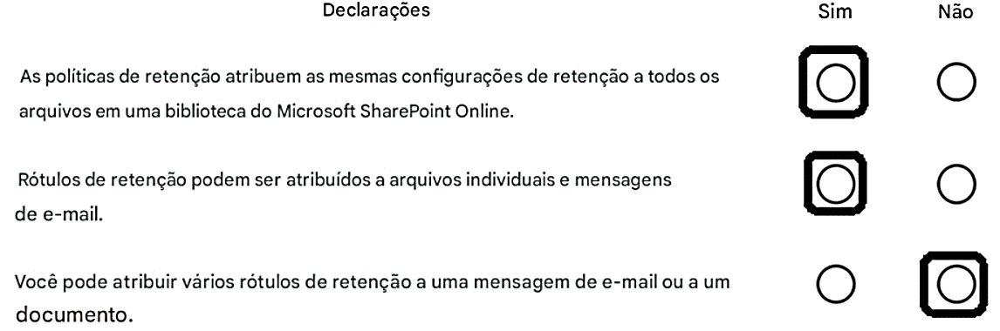 Declarações Sim Não
As políticas de retenção atribuem as mesmas configurações de retenção a todos os
arquivos em uma biblioteca do Microsoft SharePoint Online.
Rótulos de retenção podem ser atribuídos a arquivos individuais e mensagens
de e-mail.
Você pode atribuir vários rótulos de retenção a uma mensagem de e-mail ou a um
documento.